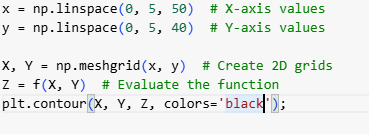 x = np.linspace(0, 5, 50)  # X-axis values
y = np.linspace(0, 5, 40)  # Y-axis values
X, Y = np.meshgrid(x, y)  # Create 2D grids
Z = f(X, Y)  # Evaluate the function
plt.contour(X, Y, Z, colors='black');